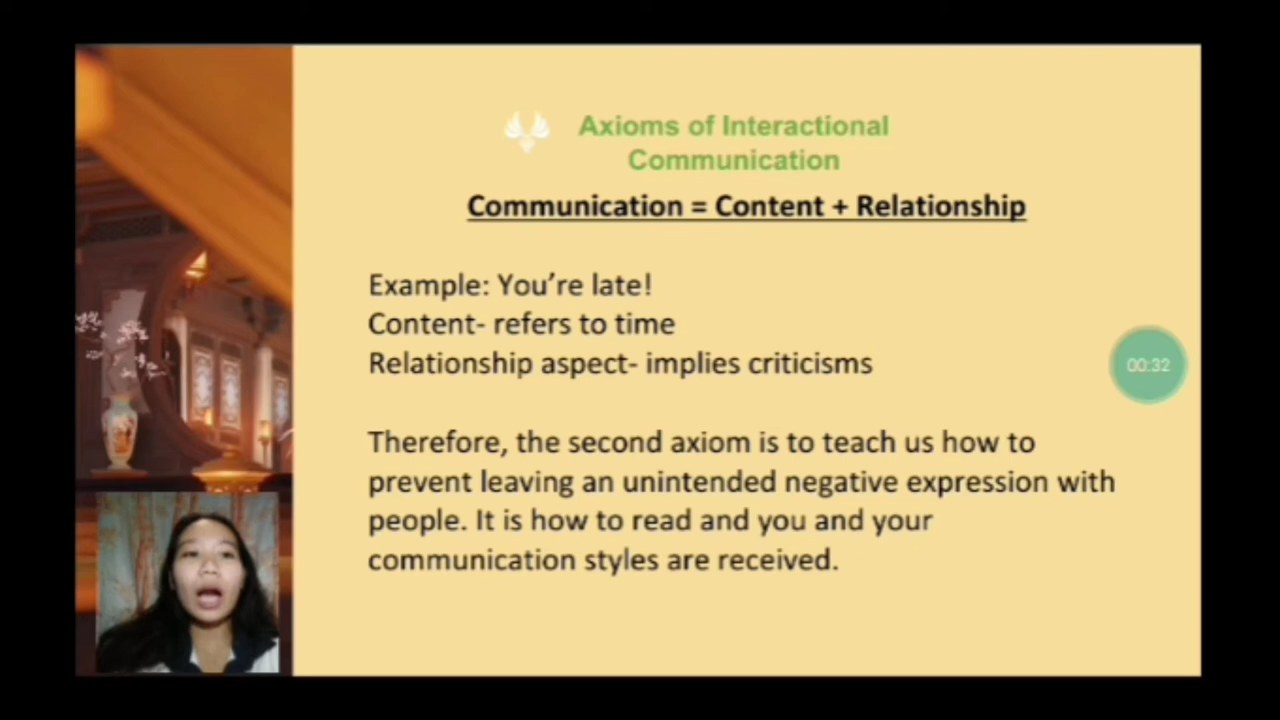 Axioms of Interactional
Communication
Communication = Content + Relationship
Example: You’re late!
Content- refers to time
Relationship aspect- implies criticisms
00:32
Therefore, the second axiom is to teach us how to
prevent leaving an unintended negative expression with
people. It is how to read and you and your
communication styles are received.